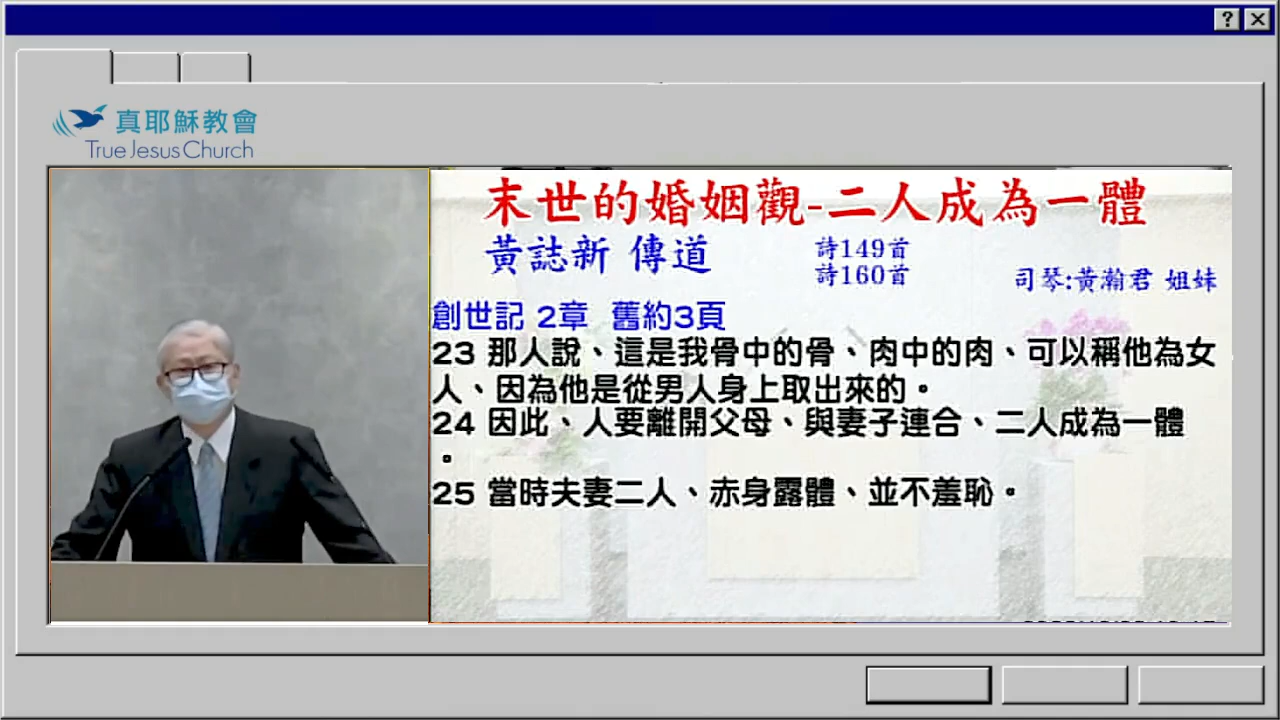 真耶穌教會
True Jesus Church
末世的婚姻觀-二人成為一體
黃誌新 傳道
詩149首
詩160首
司琴:黃瀚君 姐妹
創世記 2章 舊約3頁
23 那人說、這是我骨中的骨、肉中的肉、可以稱他為女
人、因為他是從男人身上取出來的。
24 因此、人要離開父母、與妻子連合、二人成為一體
。
25 當時夫妻二人、赤身露體、並不羞恥。